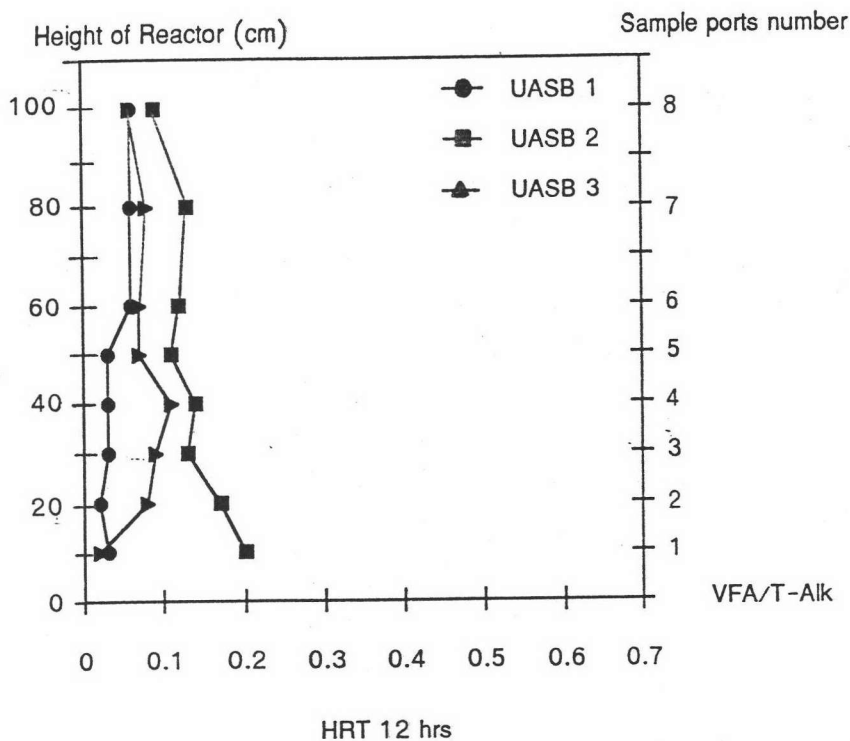 Height of Reactor (cm)
Sample ports number
UASB 1
UASB 2
UASB 3
100
80
60
40
20
0
8
7
6
5
4
3
2
1
VFA/T-Alk
0 0.1 0.2 0.3 0.4 0.5 0.6 0.7
HRT 12 hrs